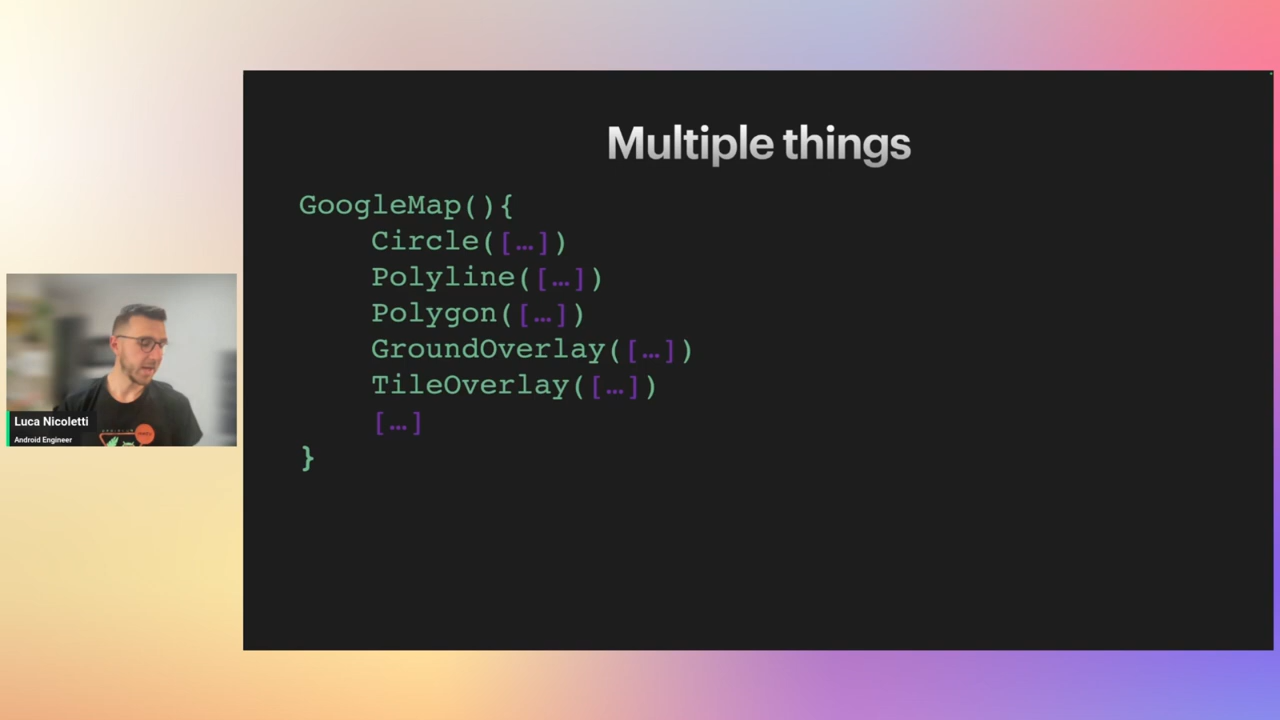 Multiple things
GoogleMap(){
Circle([…])
Polyline([…])
Polygon([…])
GroundOverlay([…])
TileOverlay([…])
[…]
}
Luca Nicoletti
Android Engineer